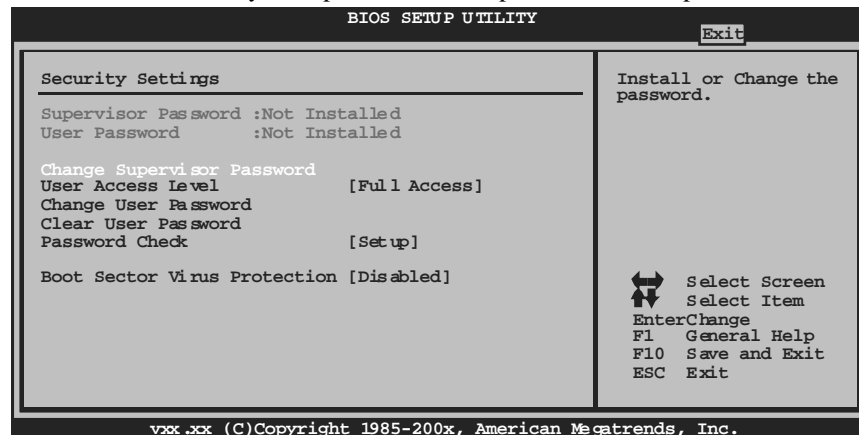 BIOS SETUP UTILITY
Exit
Security Settings
Supervisor Password :Not Installed
User Password :Not Installed
Change Supervisor Password
User Access Level [Full Access]
Change User Password
Clear User Password
Password Check [Setup]
Boot Sector Virus Protection [Disabled]
Install or Change the
password.
Select Screen
Select Item
EnterChange
F1 General Help
F10 Save and Exit
ESC Exit
vxx.xx (C)Copyright 1985-200x, American Megatrends, Inc.